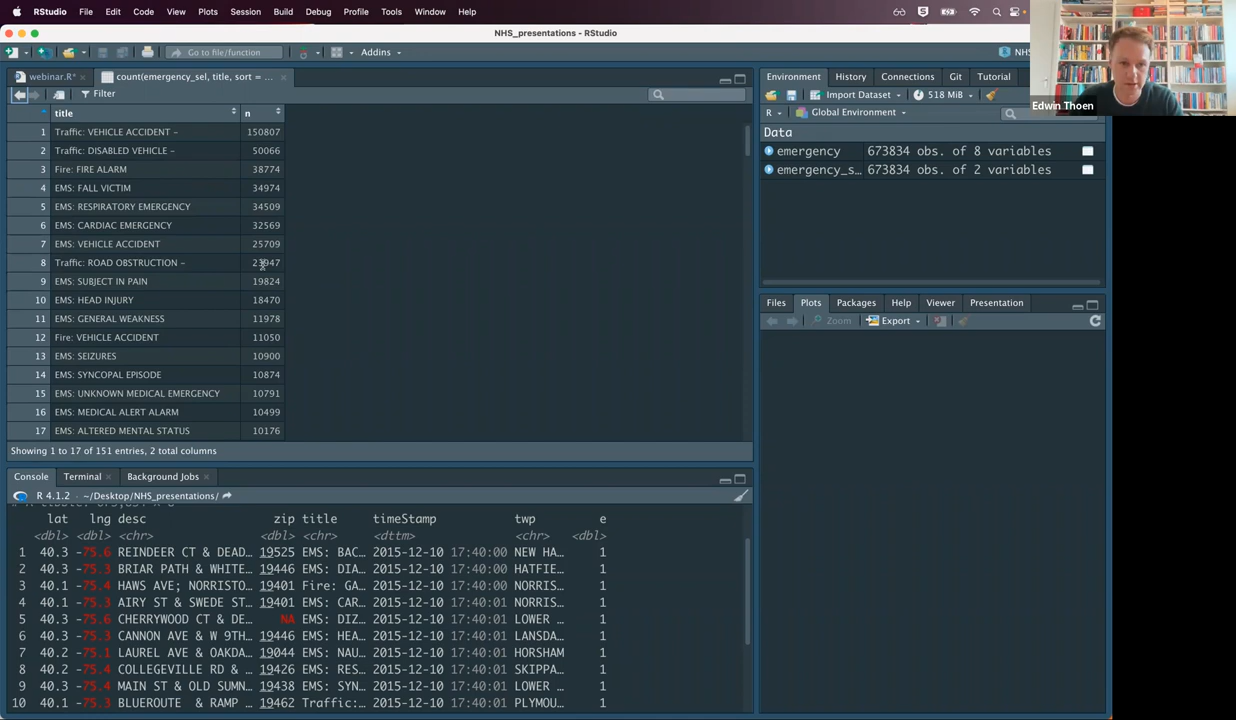 RStudio File Edit Code View Plots Session Build Debug Profile Tools Window Help
NHS_presentations - RStudio
Go to file/function Addins NHS
webinar.R* count(emergency_sel, title, sort = ...
Filter
title n
1 Traffic: VEHICLE ACCIDENT - 150807
2 Traffic: DISABLED VEHICLE - 50066
3 Fire: FIRE ALARM 38774
4 EMS: FALL VICTIM 34974
5 EMS: RESPIRATORY EMERGENCY 34509
6 EMS: CARDIAC EMERGENCY 32569
7 EMS: VEHICLE ACCIDENT 25709
8 Traffic: ROAD OBSTRUCTION - 23947
9 EMS: SUBJECT IN PAIN 19824
10 EMS: HEAD INJURY 18470
11 EMS: GENERAL WEAKNESS 11978
12 Fire: VEHICLE ACCIDENT 11050
13 EMS: SEIZURES 10900
14 EMS: SYNCOPAL EPISODE 10874
15 EMS: UNKNOWN MEDICAL EMERGENCY 10791
16 EMS: MEDICAL ALERT ALARM 10499
17 EMS: ALTERED MENTAL STATUS 10176
Showing 1 to 17 of 151 entries, 2 total columns
Console Terminal Background Jobs
R 4.1.2 · ~/Desktop/NHS_presentations/
lat lng desc zip title timeStamp twp e
<dbl> <dbl> <chr> <dbl> <chr> <dttm> <chr> <dbl>
1 40.3 -75.6 REINDEER CT & DEAD... 19525 EMS: BAC... 2015-12-10 17:40:00 NEW HA... 1
2 40.3 -75.3 BRIAR PATH & WHITE... 19446 EMS: DIA... 2015-12-10 17:40:00 HATFIE... 1
3 40.1 -75.4 HAWS AVE; NORRISTO... 19401 Fire: GA... 2015-12-10 17:40:00 NORRIS... 1
4 40.1 -75.3 AIRY ST & SWEDE ST... 19401 EMS: CAR... 2015-12-10 17:40:01 NORRIS... 1
5 40.3 -75.6 CHERRYWOOD CT & DE... NA EMS: DIZ... 2015-12-10 17:40:01 LOWER ... 1
6 40.3 -75.3 CANNON AVE & W 9TH... 19446 EMS: HEA... 2015-12-10 17:40:01 LANSDA... 1
7 40.2 -75.1 LAUREL AVE & OAKDA... 19044 EMS: NAU... 2015-12-10 17:40:01 HORSHAM 1
8 40.2 -75.4 COLLEGEVILLE RD & ... 19426 EMS: RES... 2015-12-10 17:40:01 SKIPPA... 1
9 40.3 -75.4 MAIN ST & OLD SUMN... 19438 EMS: SYN... 2015-12-10 17:40:01 LOWER ... 1
10 40.1 -75.3 BLUEROUTE & RAMP ... 19462 Traffic:... 2015-12-10 17:40:01 PLYMOU... 1
Environment History Connections Git Tutorial
Import Dataset 518 MiB
R Global Environment
Data
emergency 673834 obs. of 8 variables
emergency_s... 673834 obs. of 2 variables
Files Plots Packages Help Viewer Presentation
Zoom Export
Edwin Thoen